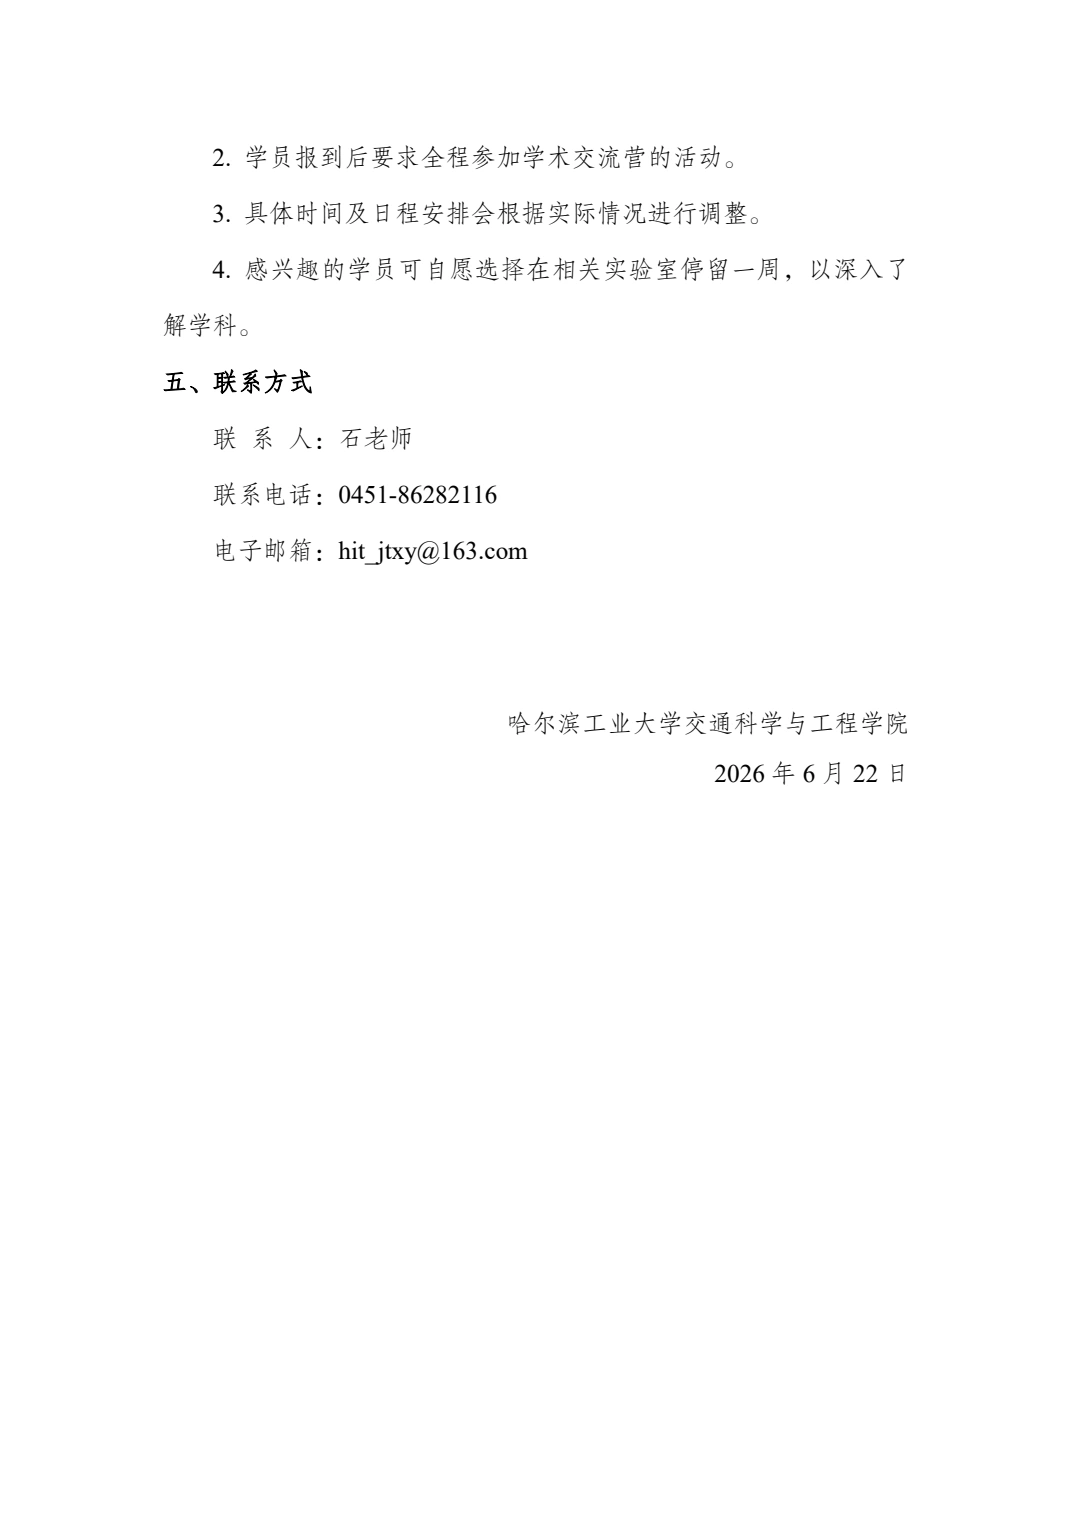 2. 学员报到后要求全程参加学术交流营的活动。
3. 具体时间及日程安排会根据实际情况进行调整。
4. 感兴趣的学员可自愿选择在相关实验室停留一周，以深入了
解学科。
五、联系方式
联 系 人：石老师
联系电话：0451-86282116
电子邮箱：hit_jtxy@163.com
哈尔滨工业大学交通科学与工程学院
2026 年 6 月 22 日